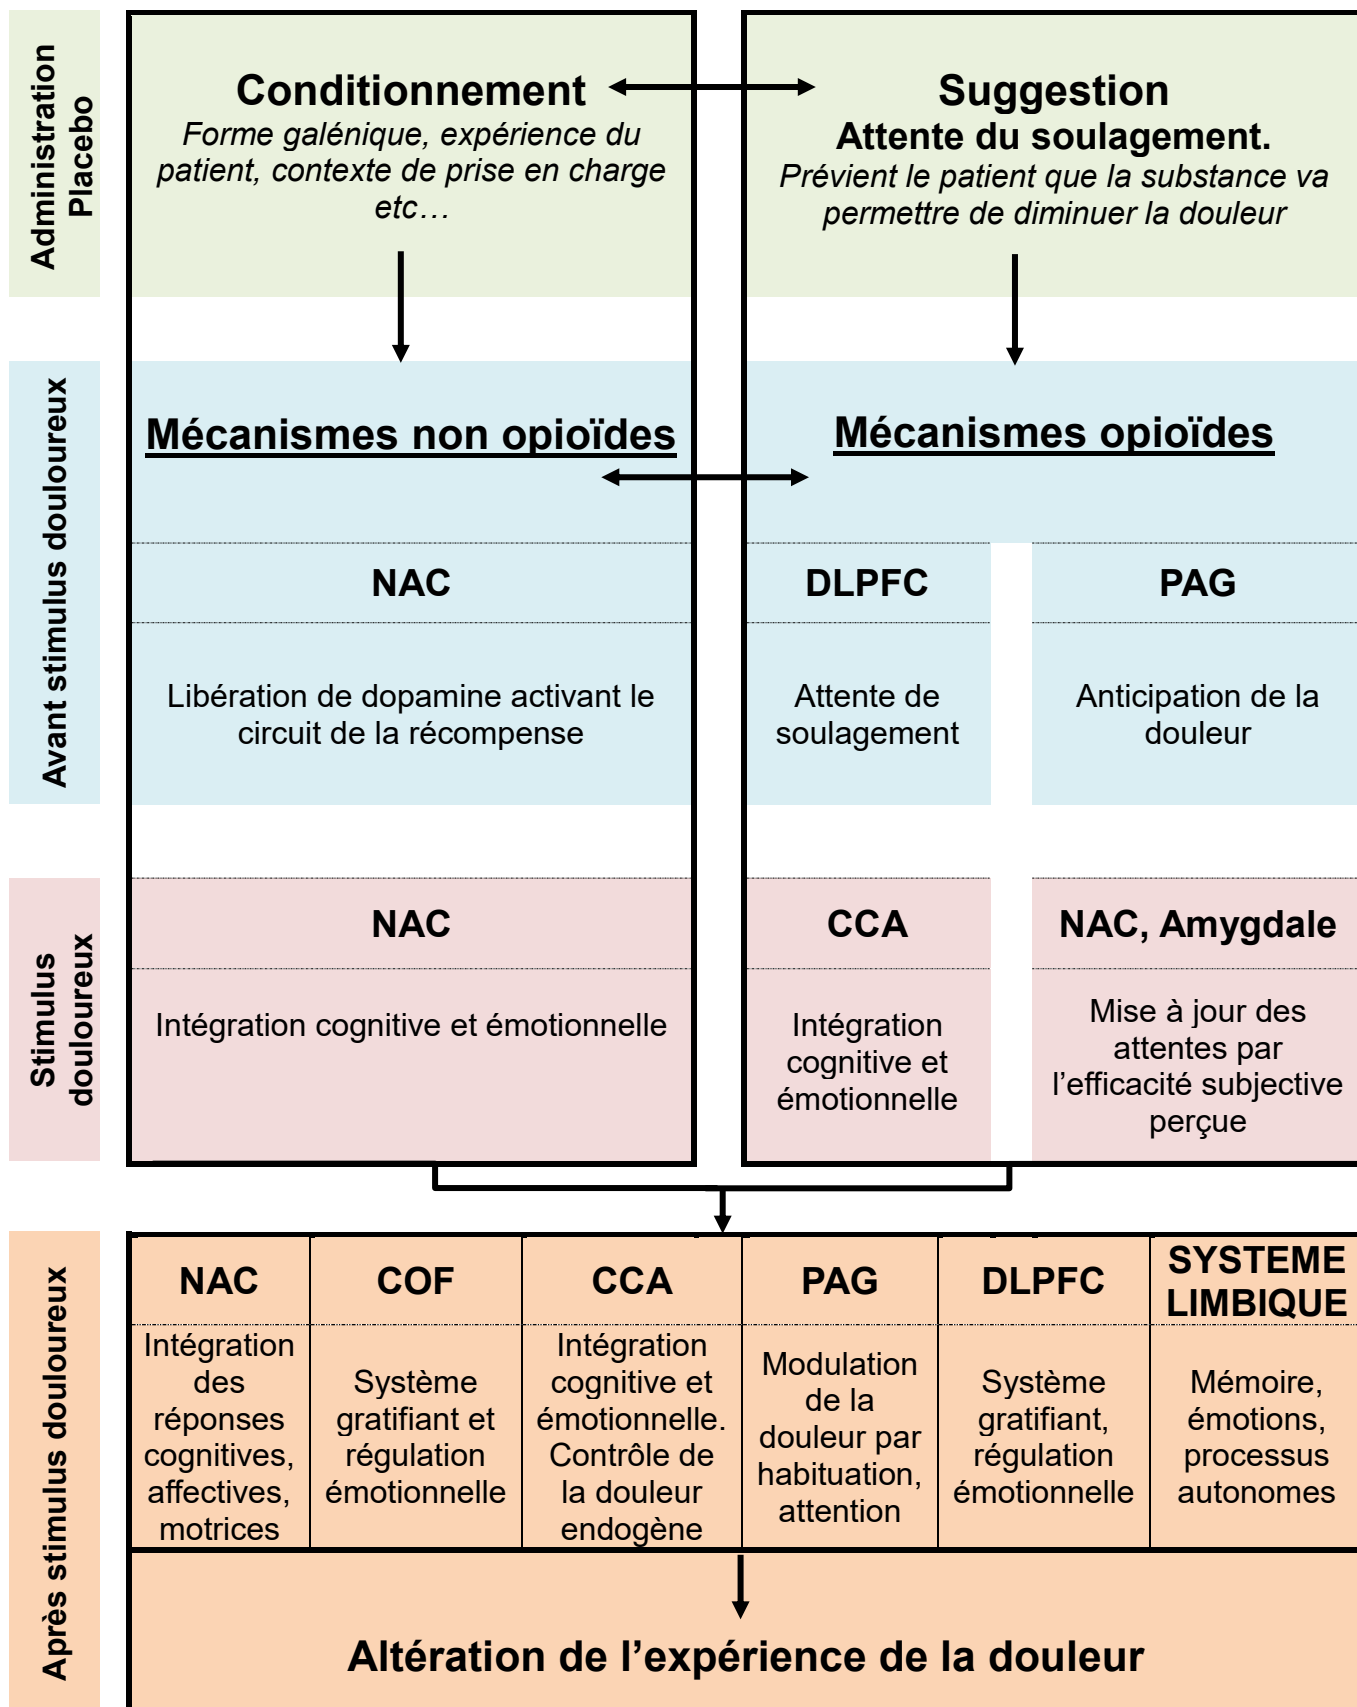 Administration
Placebo
Conditionnement
Forme galénique, expérience du
patient, contexte de prise en charge
etc…
Suggestion
Attente du soulagement.
Prévient le patient que la substance va
permettre de diminuer la douleur
Avant stimulus douloureux
Mécanismes non opioïdes
Mécanismes opioïdes
NAC
DLPFC
PAG
Libération de dopamine activant le
circuit de la récompense
Attente de
soulagement
Anticipation de la
douleur
Stimulus
douloureux
NAC
CCA
NAC, Amygdale
Intégration cognitive et émotionnelle
Intégration
cognitive et
émotionnelle
Mise à jour des
attentes par
l’efficacité subjective
perçue
Après stimulus douloureux
NAC
COF
CCA
PAG
DLPFC
SYSTEME
LIMBIQUE
Intégration
des
réponses
cognitives,
affectives,
motrices
Système
gratifiant et
régulation
émotionnelle
Intégration
cognitive et
émotionnelle.
Contrôle de
la douleur
endogène
Modulation
de la
douleur par
habituation,
attention
Système
gratifiant,
régulation
émotionnelle
Mémoire,
émotions,
processus
autonomes
Altération de l’expérience de la douleur